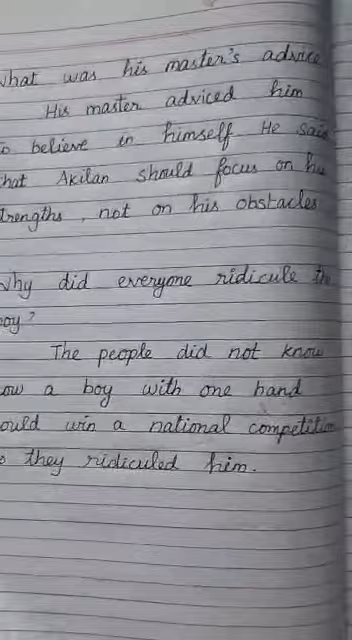 what was his master's advice
His master adviced him
to believe in himself. He said
that Akilan should focus on his
strengths, not on his obstacles
why did everyone ridicule the
boy?
The people did not know
how a boy with one hand
could win a national competition
so they ridiculed him.